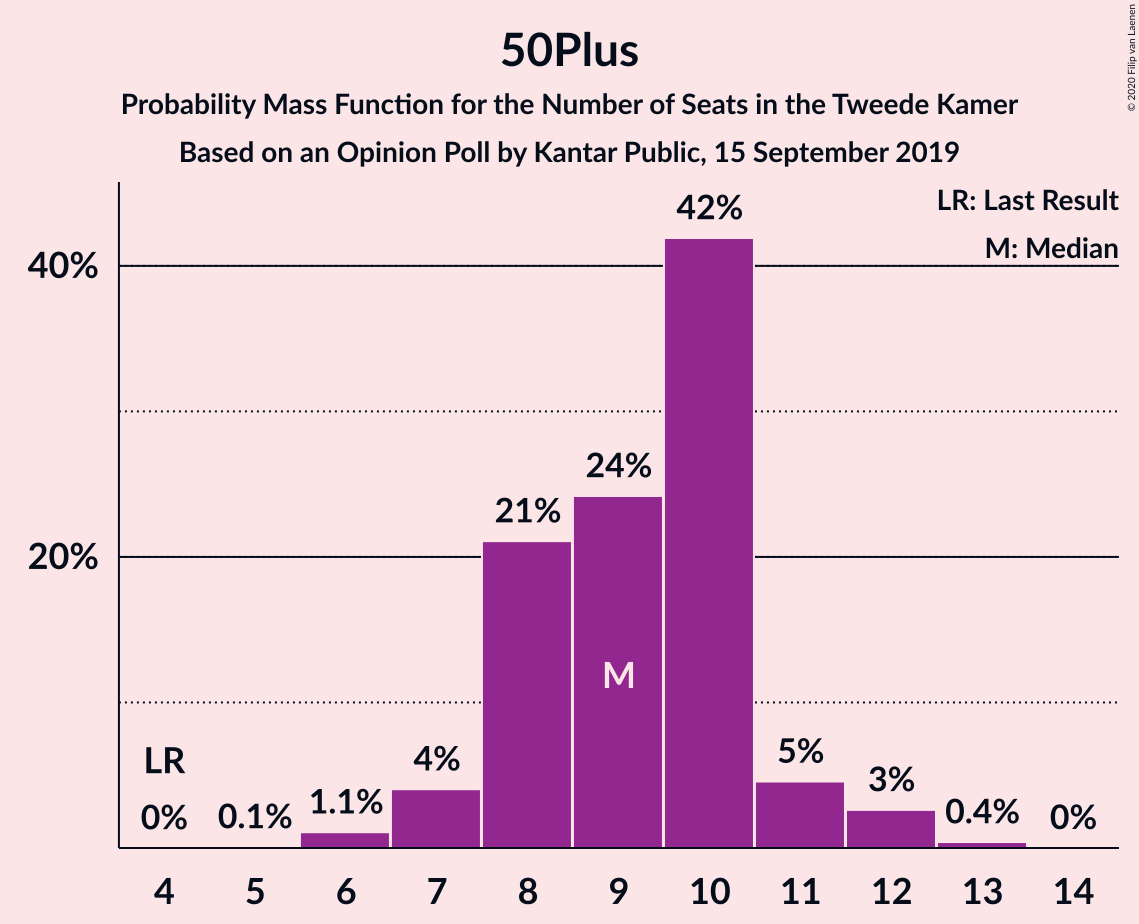 50Plus
Probability Mass Function for the Number of Seats in the Tweede Kamer
Based on an Opinion Poll by Kantar Public, 15 September 2019
© 2020 Filip van Laenen
LR: Last Result
M: Median
40%
20%
42%
24%
21%
M
LR
0%
0.1%
1.1%
4%
5%
3%
0.4%
0%
4 5 6 7 8 9 10 11 12 13 14